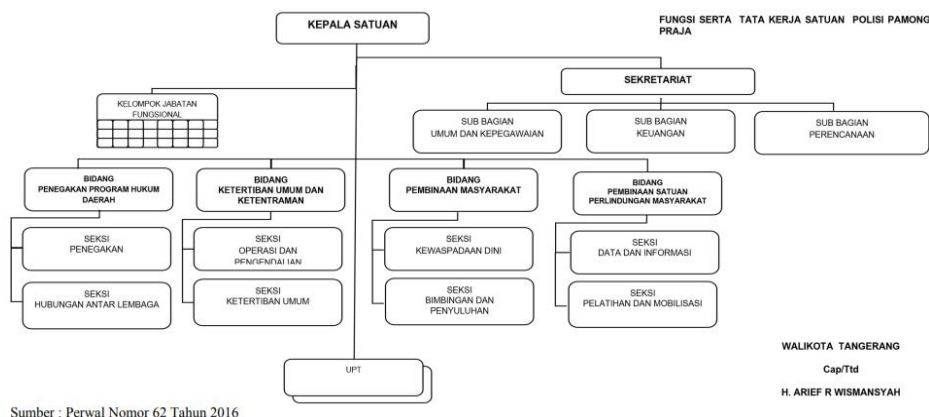 KEPALA SATUAN
FUNGSI SERTA TATA KERJA SATUAN POLISI PAMONG
PRAJA
SEKRETARIAT
KELOMPOK JABATAN
FUNGSIONAL
SUB BAGIAN
UMUM DAN KEPEGAWAIAN
SUB BAGIAN
KEUANGAN
SUB BAGIAN
PERENCANAAN
BIDANG
PENEGAKAN PROGRAM HUKUM
DAERAH
BIDANG
KETERTIBAN UMUM DAN
KETENTRAMAN
BIDANG
PEMBINAAN MASYARAKAT
BIDANG
PEMBINAAN SATUAN
PERLINDUNGAN MASYARAKAT
SEKSI
PENEGAKAN
SEKSI
OPERASI DAN
PENGENDALIAN
SEKSI
KEWASPADAAN DINI
SEKSI
DATA DAN INFORMASI
SEKSI
HUBUNGAN ANTAR LEMBAGA
SEKSI
KETERTIBAN UMUM
SEKSI
BIMBINGAN DAN
PENYULUHAN
SEKSI
PELATIHAN DAN MOBILISASI
UPT
WALIKOTA TANGERANG
Cap/Ttd
H. ARIEF R WISMANSYAH
Sumber : Perwal Nomor 62 Tahun 2016